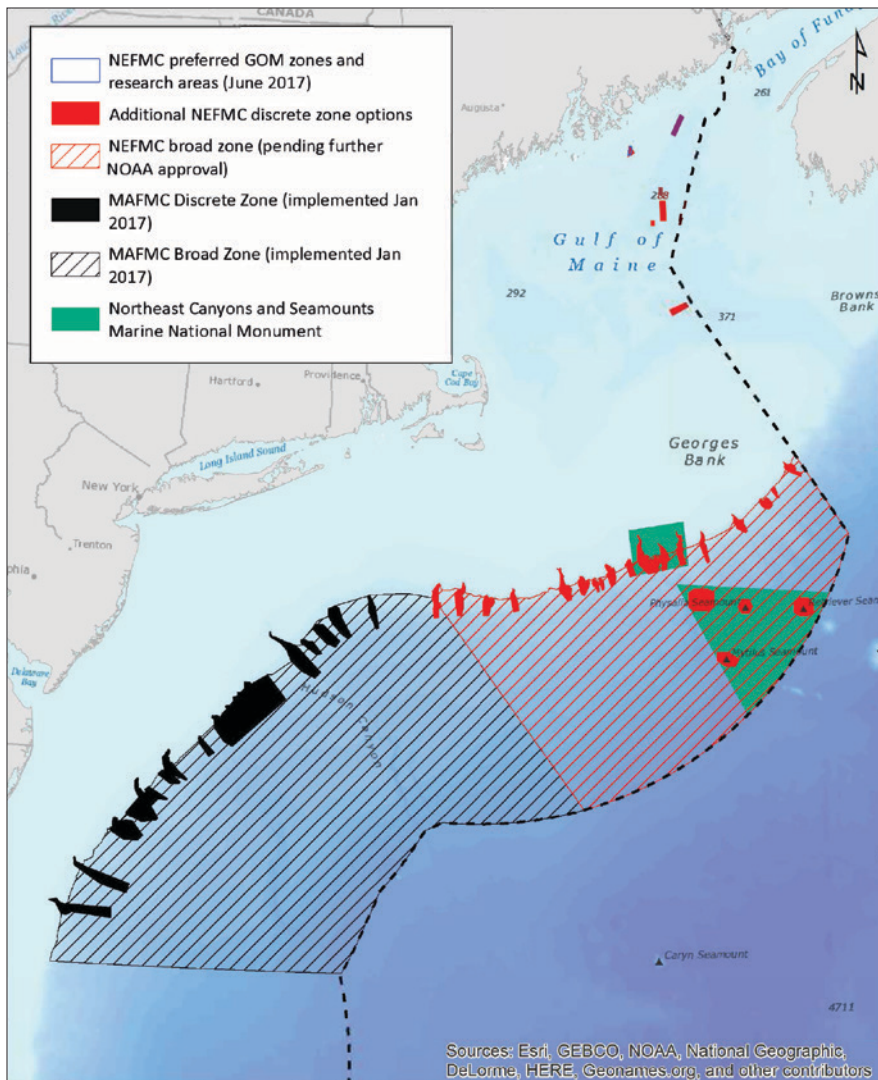 CANADA
Bay of Fund
NEFMC preferred GOM zones and
research areas (June 2017)
Additional NEFMC discrete zone options
NEFMC broad zone (pending further
NOAA approval)
MAFMC Discrete Zone (implemented Jan
2017)
MAFMC Broad Zone (implemented Jan
2017)
Northeast Canyons and Seamounts
Marine National Monument
N
261
Augusta
Gulf of
Maine
292
371
Browns
Bank
Cape
Cod Bay
Hartford
Providence
Long Island Sound
Georges
Bank
New York
Trenton
phia
Delaware
Bay
Physalia Seamount
Retriever Seam
Mytilus Seamount
Hudson Canyon
Caryn Seamount
4711
Sources: Esri, GEBCO, NOAA, National Geographic,
DeLorme, HERE, Geonames.org, and other contributors